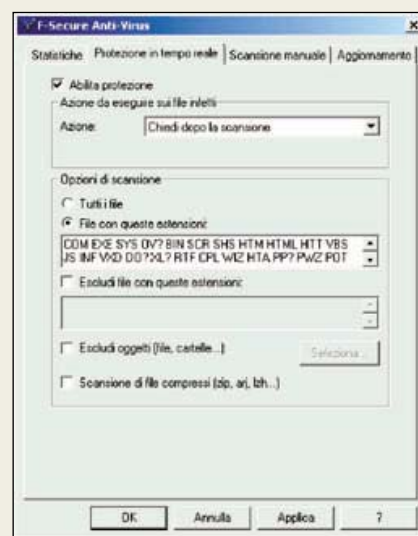 F-Secure Anti-Virus
Statistiche Protezione in tempo reale Scansione manuale Aggiornamento
Abilita protezione
Azione da eseguire sui file infetti
Azione: Chiedi dopo la scansione
Opzioni di scansione
Tutti i file
File con queste estensioni:
COM EXE SYS OV? BIN SCR SHS HTM HTML HTT VBS
JS INF VXD DO? XL? RTF CPL WIZ HTA PP? PWZ POT
Escludi file con queste estensioni:
Escludi oggetti (file, cartelle...)
Seleziona...
Scansione di file compressi (zip, arj, lzh...)
OK Annulla Applica ?